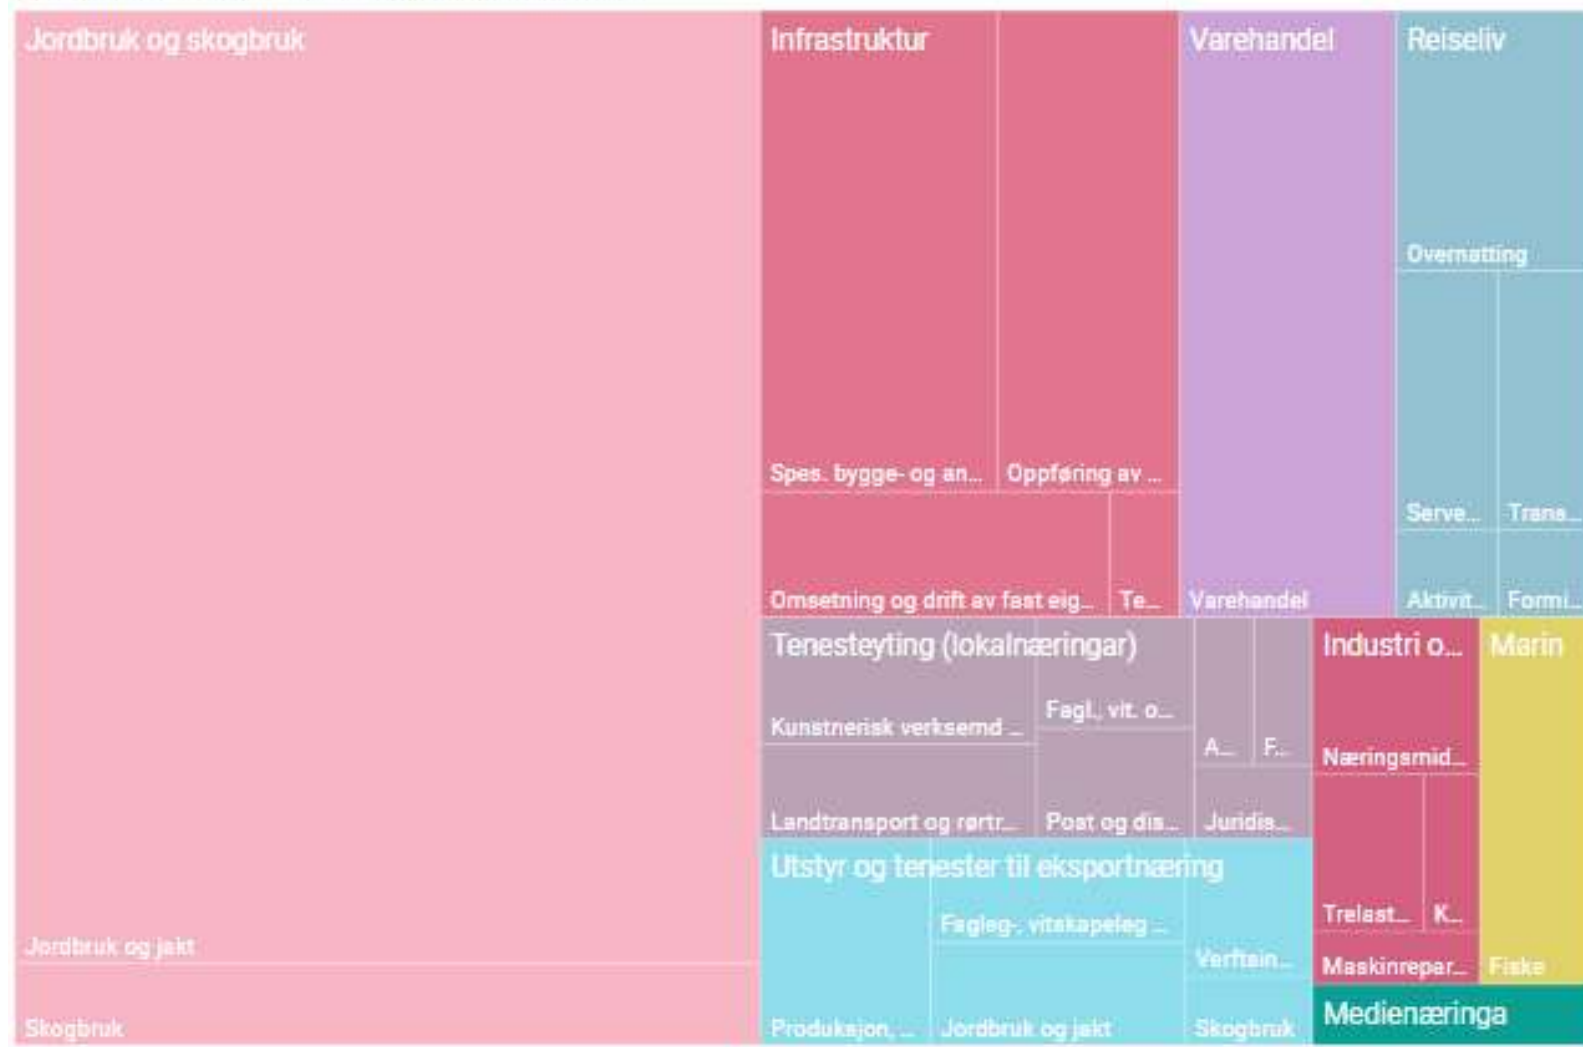 Jordbruk og skogbruk
Jordbruk og jakt
Skogbruk
Infrastruktur
Spes. bygge- og an...
Oppføring av ...
Omsetning og drift av fast eig...
Te...
Varehandel
Varehandel
Reiseliv
Overnatting
Serve...
Trans...
Aktivit...
Formi...
Tenesteyting (lokalnæringar)
Kunstnerisk verksemd ...
Fagl., vit. o...
A...
F...
Landtransport og rørtr...
Post og dis...
Juridis...
Utstyr og tenester til eksportnæring
Fagleg-, vitskapeleg ...
Verftsin...
Produksjon, ...
Jordbruk og jakt
Skogbruk
Industri o...
Næringsmid...
Trelast...
K...
Maskinrepar...
Marin
Fiske
Medienæringa